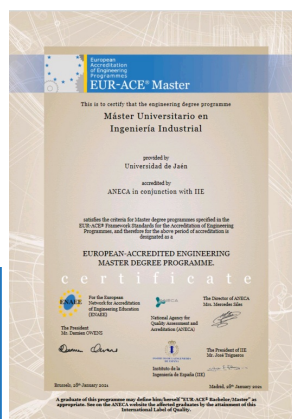 European
Accreditation
of Engineering
Programmes
EUR-ACE® Master
This is to certify that the engineering degree programme
Máster Universitario en
Ingeniería Industrial
provided by
Universidad de Jaén
accredited by
ANECA in conjunction with IIE
satisfies the criteria for Master degree programmes specified in the
EUR-ACE® Framework Standards for the Accreditation of Engineering
Programmes, and therefore for the above period of accreditation is
designated as a
EUROPEAN-ACCREDITED ENGINEERING
MASTER DEGREE PROGRAMME.
certificate
ENAEE
For the European
Network for Accreditation
of Engineering Education
(ENAEE)
The President
Mr. Damien OWENS
National Agency for
Quality Assessment and
Accreditation (ANECA)
The Director of ANECA
Mrs. Mercedes Siles
Instituto de la
Ingeniería de España (IIE)
The President of IIE
Mr. José Trigueros
Brussels, 28th January 2024
Madrid, 28th January 2024
A graduate of this programme may define him/herself "EUR-ACE® Bachelor/Master" as
appropriate. See on the ANECA website the affected graduates by the attainment of this
International Label of Quality.